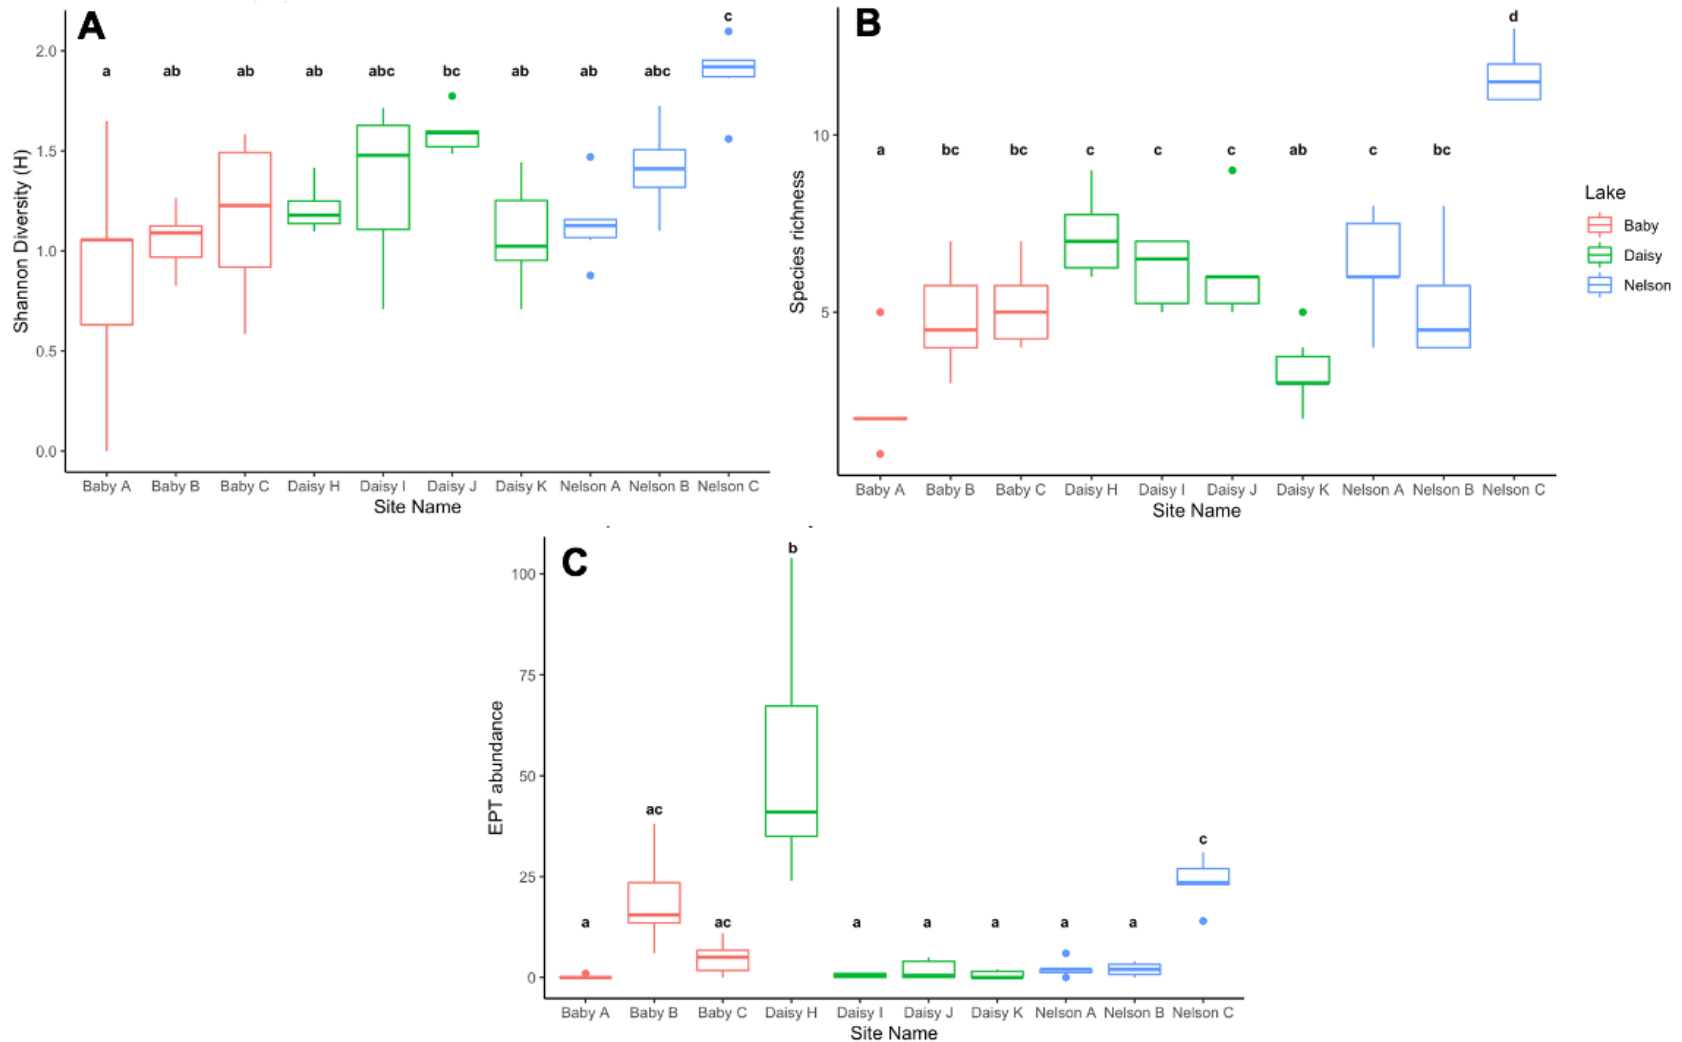 A
c
2.0
a ab ab ab abc bc ab ab abc
1.5
1.0
0.5
0.0
Shannon Diversity (H)
Baby A Baby B Baby C Daisy H Daisy I Daisy J Daisy K Nelson A Nelson B Nelson C
Site Name
B
d
10
a bc bc c c c ab c bc
5
Species richness
Baby A Baby B Baby C Daisy H Daisy I Daisy J Daisy K Nelson A Nelson B Nelson C
Site Name
Lake
Baby
Daisy
Nelson
C
b
100
75
50
ac
c
25
a ac a a a a a
0
EPT abundance
Baby A Baby B Baby C Daisy H Daisy I Daisy J Daisy K Nelson A Nelson B Nelson C
Site Name